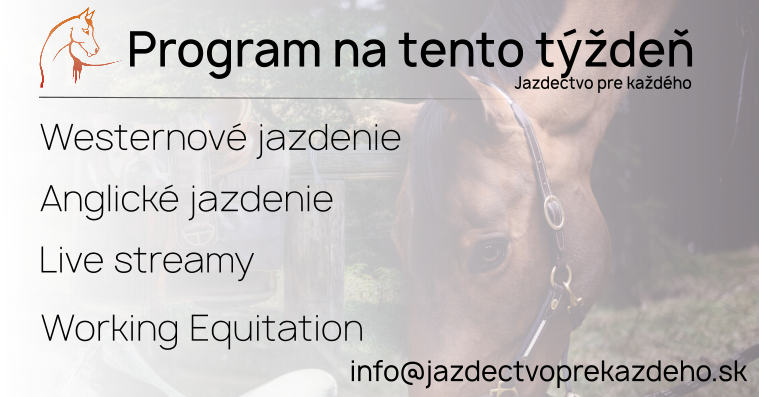 Program na tento týždeň
Jazdectvo pre každého
Westernové jazdenie
Anglické jazdenie
Live streamy
Working Equitation
info@jazdectvoprekazdeho.sk